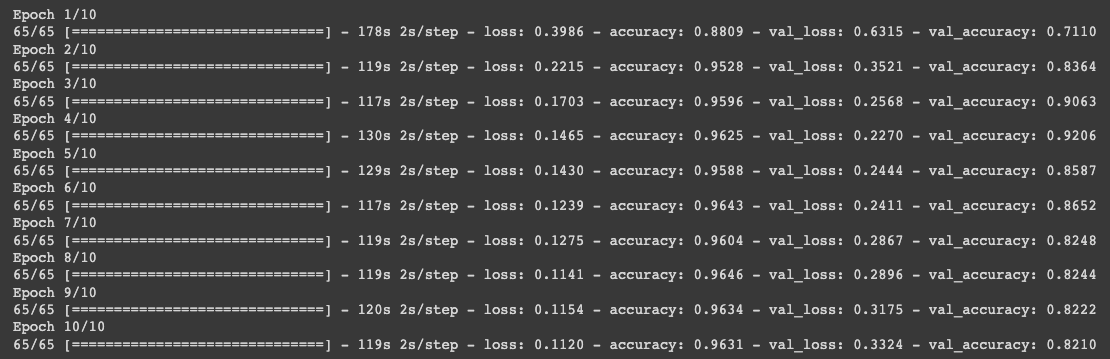 Epoch 1/10
65/65 [==============================] - 178s 2s/step - loss: 0.3986 - accuracy: 0.8809 - val_loss: 0.6315 - val_accuracy: 0.7110
Epoch 2/10
65/65 [==============================] - 119s 2s/step - loss: 0.2215 - accuracy: 0.9528 - val_loss: 0.3521 - val_accuracy: 0.8364
Epoch 3/10
65/65 [==============================] - 117s 2s/step - loss: 0.1703 - accuracy: 0.9596 - val_loss: 0.2568 - val_accuracy: 0.9063
Epoch 4/10
65/65 [==============================] - 130s 2s/step - loss: 0.1465 - accuracy: 0.9625 - val_loss: 0.2270 - val_accuracy: 0.9206
Epoch 5/10
65/65 [==============================] - 129s 2s/step - loss: 0.1430 - accuracy: 0.9588 - val_loss: 0.2444 - val_accuracy: 0.8587
Epoch 6/10
65/65 [==============================] - 117s 2s/step - loss: 0.1239 - accuracy: 0.9643 - val_loss: 0.2411 - val_accuracy: 0.8652
Epoch 7/10
65/65 [==============================] - 119s 2s/step - loss: 0.1275 - accuracy: 0.9604 - val_loss: 0.2867 - val_accuracy: 0.8248
Epoch 8/10
65/65 [==============================] - 119s 2s/step - loss: 0.1141 - accuracy: 0.9646 - val_loss: 0.2896 - val_accuracy: 0.8244
Epoch 9/10
65/65 [==============================] - 120s 2s/step - loss: 0.1154 - accuracy: 0.9634 - val_loss: 0.3175 - val_accuracy: 0.8222
Epoch 10/10
65/65 [==============================] - 119s 2s/step - loss: 0.1120 - accuracy: 0.9631 - val_loss: 0.3324 - val_accuracy: 0.8210